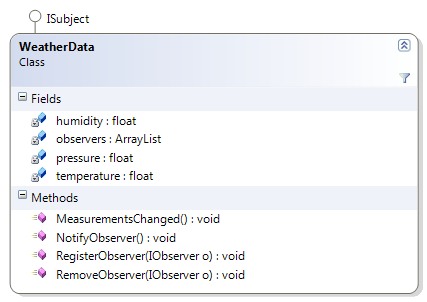 ISubject
WeatherData
Class
Fields
humidity : float
observers : ArrayList
pressure : float
temperature : float
Methods
MeasurementsChanged() : void
NotifyObserver() : void
RegisterObserver(IObserver o) : void
RemoveObserver(IObserver o) : void